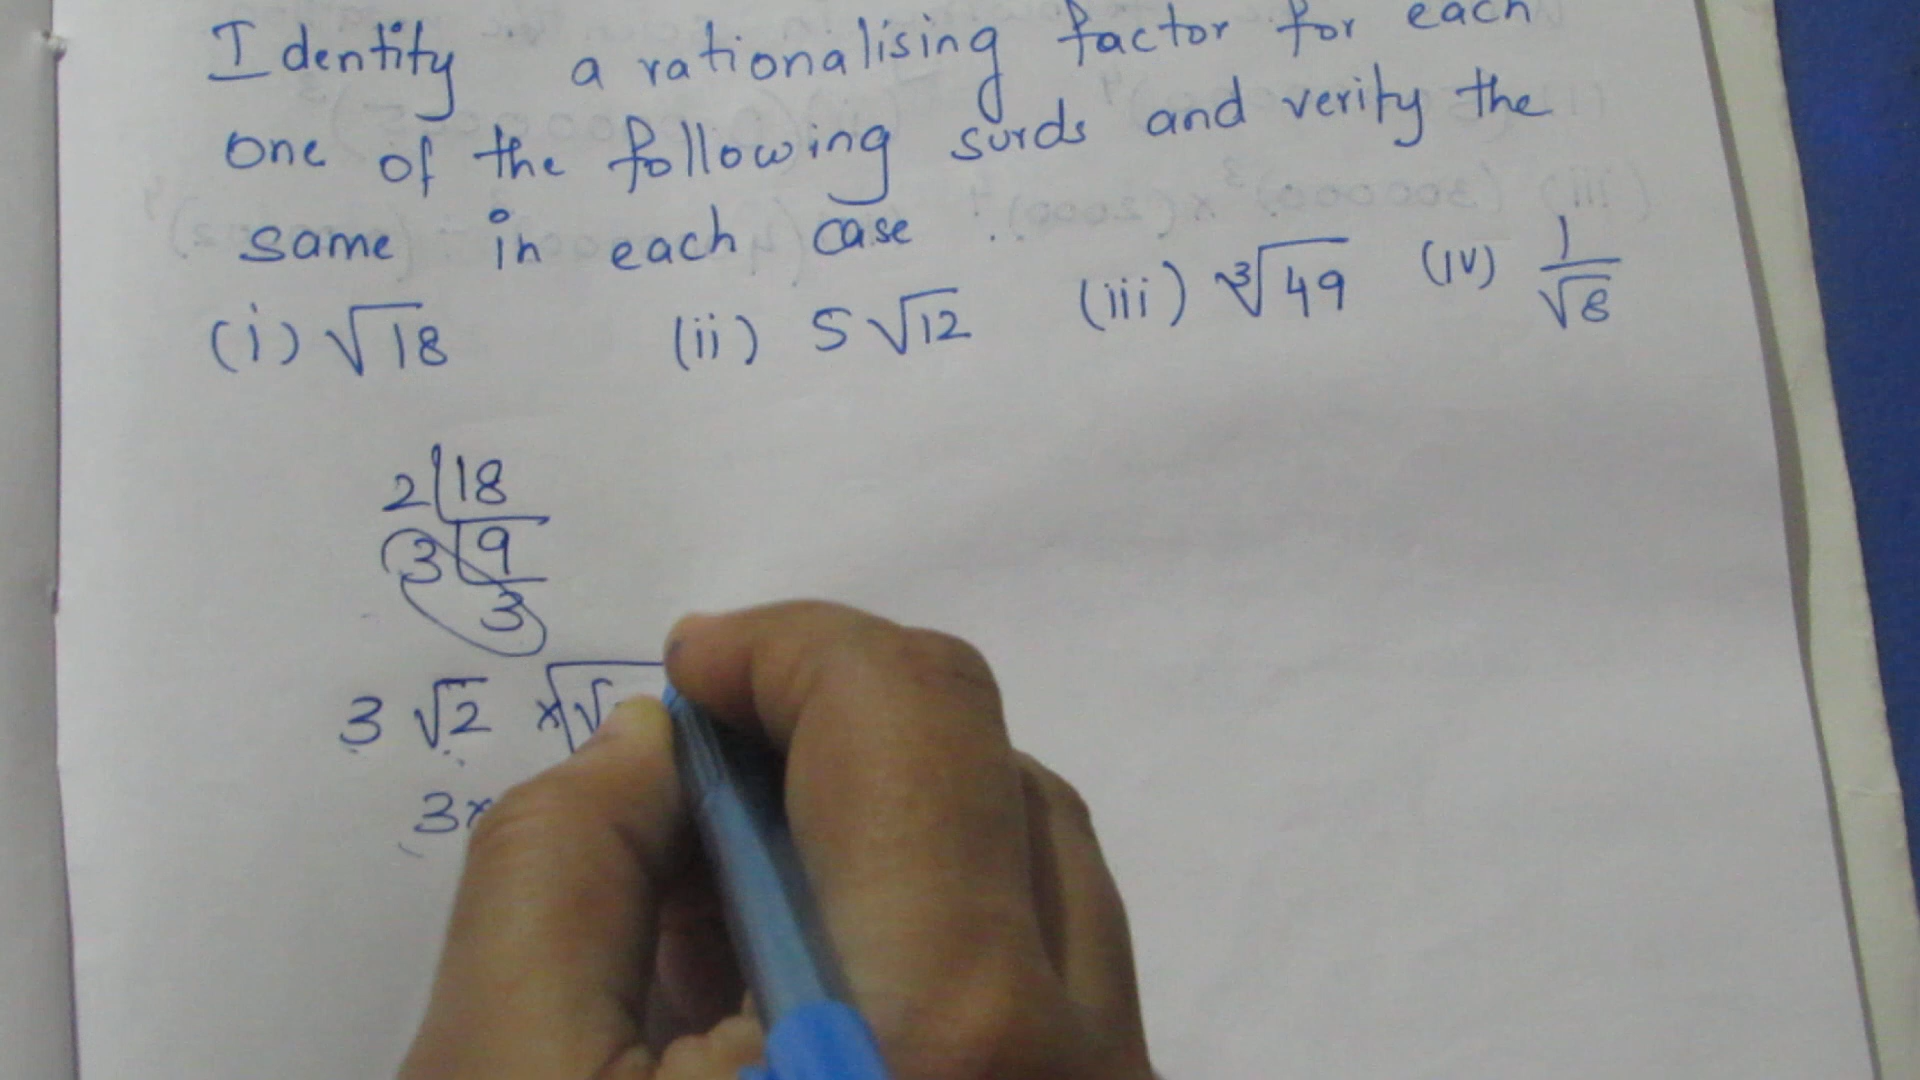 Identify a rationalising factor for each
one of the following surds and verify the
same in each case
(i) √18 (ii) 5√12 (iii) ∛49 (iv) 1/√8
2 | 18
3 | 9
3
3 √2 × √
3×